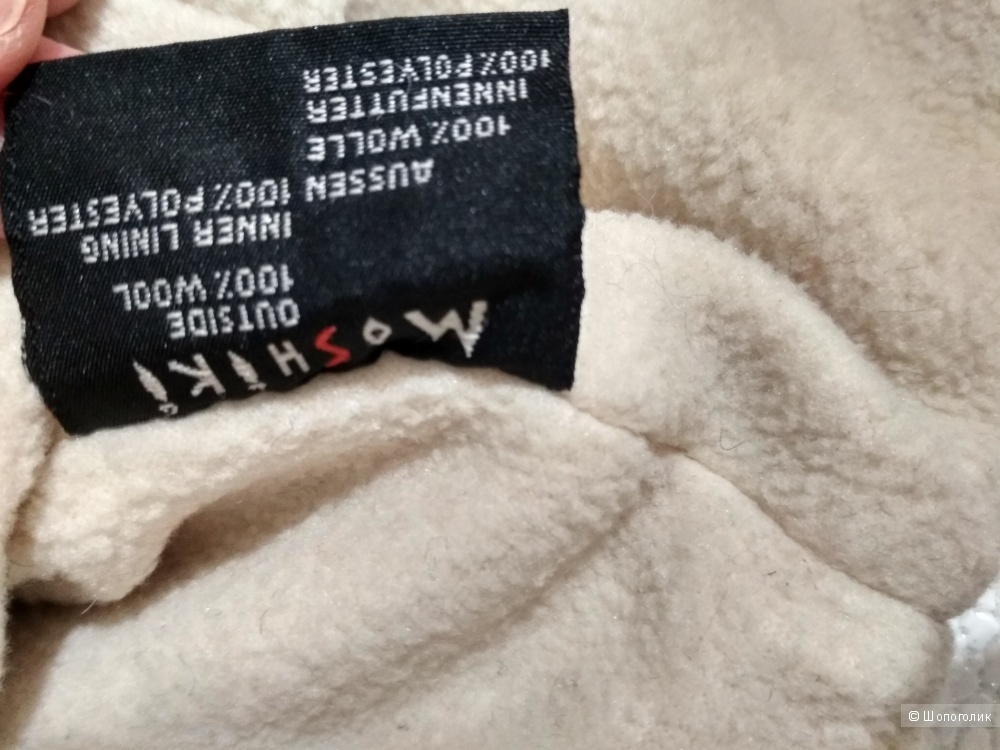 MOSHIKI
OUTSIDE
100% WOOL
INNER LINING
100% POLYESTER
AUSSEN
100% WOLLE
INNENFUTTER
100% POLYESTER
© Шопоголик